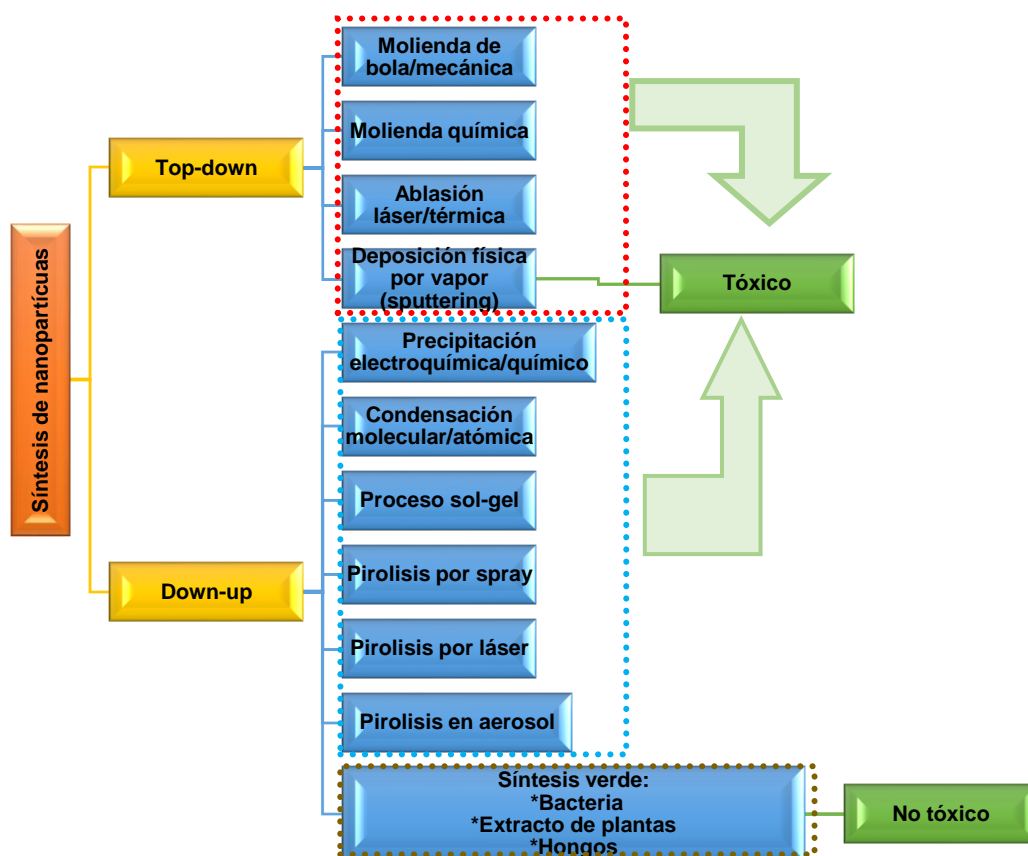 Síntesis de nanopartícuas
Top-down
Molienda de
bola/mecánica
Molienda química
Ablasión
láser/térmica
Deposición física
por vapor
(sputtering)
Tóxico
Down-up
Precipitación
electroquímica/químico
Condensación
molecular/atómica
Proceso sol-gel
Pirolisis por spray
Pirolisis por láser
Pirolisis en aerosol
Síntesis verde:
*Bacteria
*Extracto de plantas
*Hongos
No tóxico